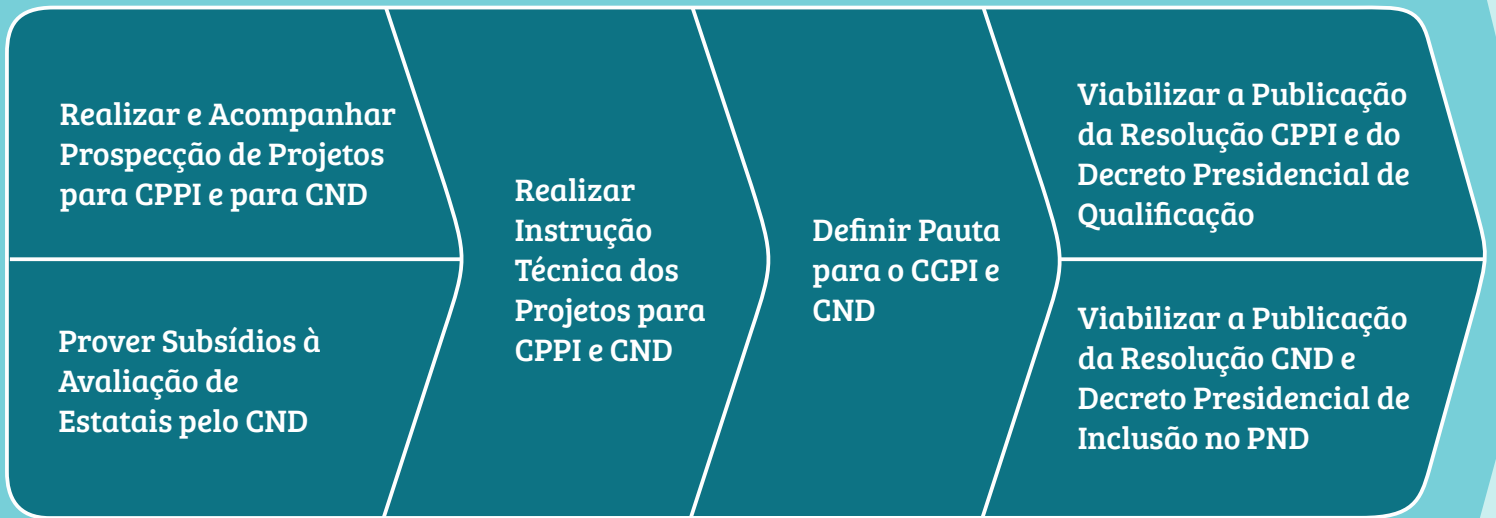 Realizar e Acompanhar
Prospecção de Projetos
para CPPI e para CND
Prover Subsídios à
Avaliação de
Estatais pelo CND
Realizar
Instrução
Técnica dos
Projetos para
CPPI e CND
Definir Pauta
para o CCPI e
CND
Viabilizar a Publicação
da Resolução CPPI e do
Decreto Presidencial de
Qualificação
Viabilizar a Publicação
da Resolução CND e
Decreto Presidencial de
Inclusão no PND